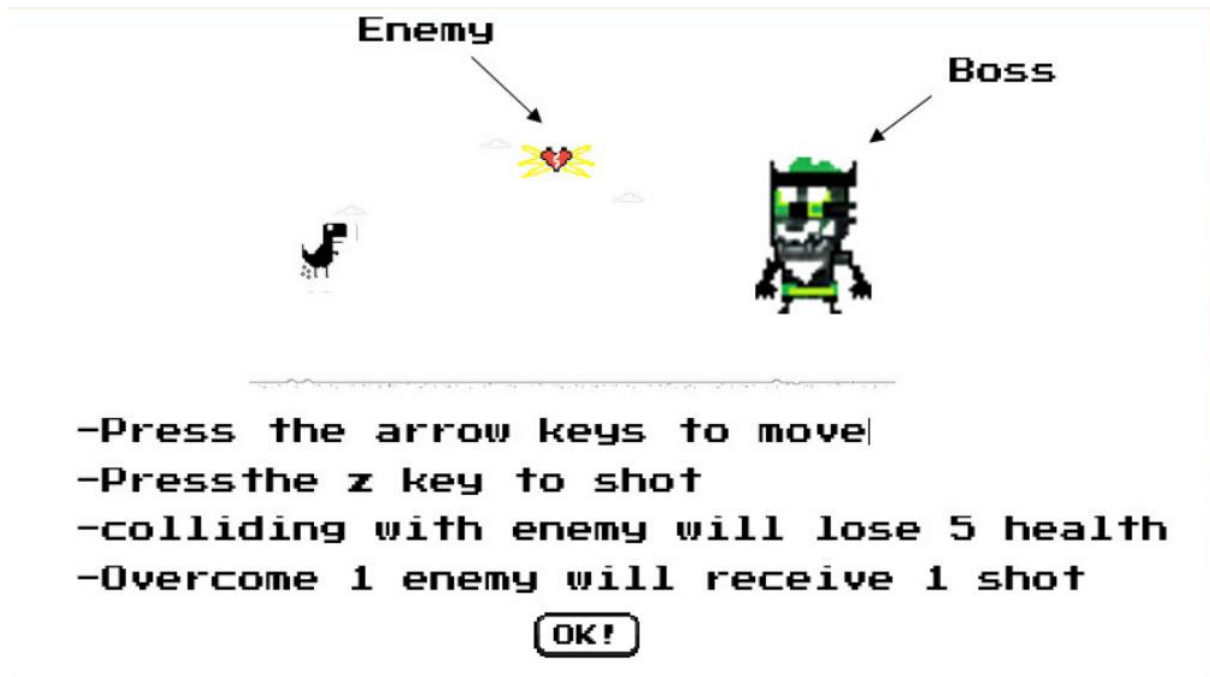 Enemy
Boss
-Press the arrow keys to move
-Pressthe z key to shot
-colliding with enemy will lose 5 health
-Overcome 1 enemy will receive 1 shot
OK!